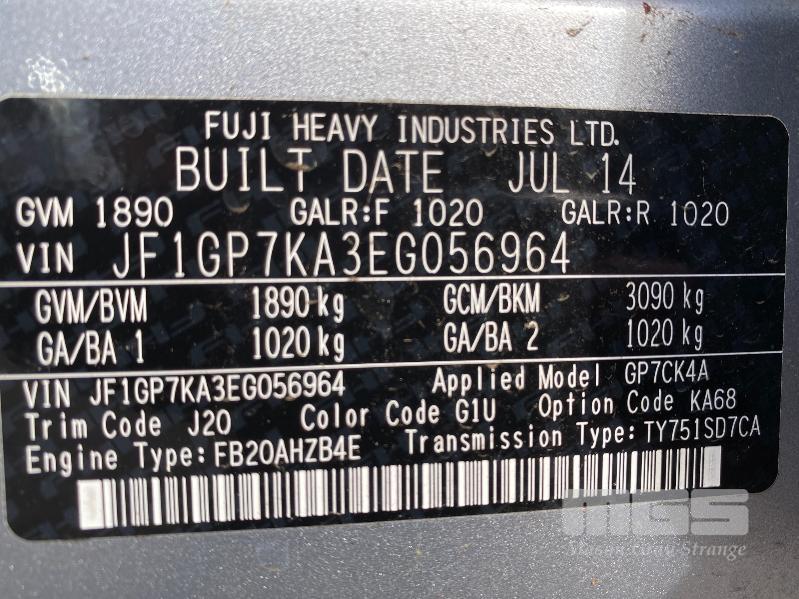 FUJI HEAVY INDUSTRIES LTD.
BUILT DATE JUL 14
GVM 1890 GALR:F 1020 GALR:R 1020
VIN JF1GP7KA3EG056964
GVM/BVM 1890 kg GCM/BKM 3090 kg
GA/BA 1 1020 kg GA/BA 2 1020 kg
VIN JF1GP7KA3EG056964 Applied Model GP7CK4A
Trim Code J20 Color Code G1U Option Code KA68
Engine Type:FB20AHZB4E Transmission Type:TY751SD7CA
MGS
Mason Gray Strange